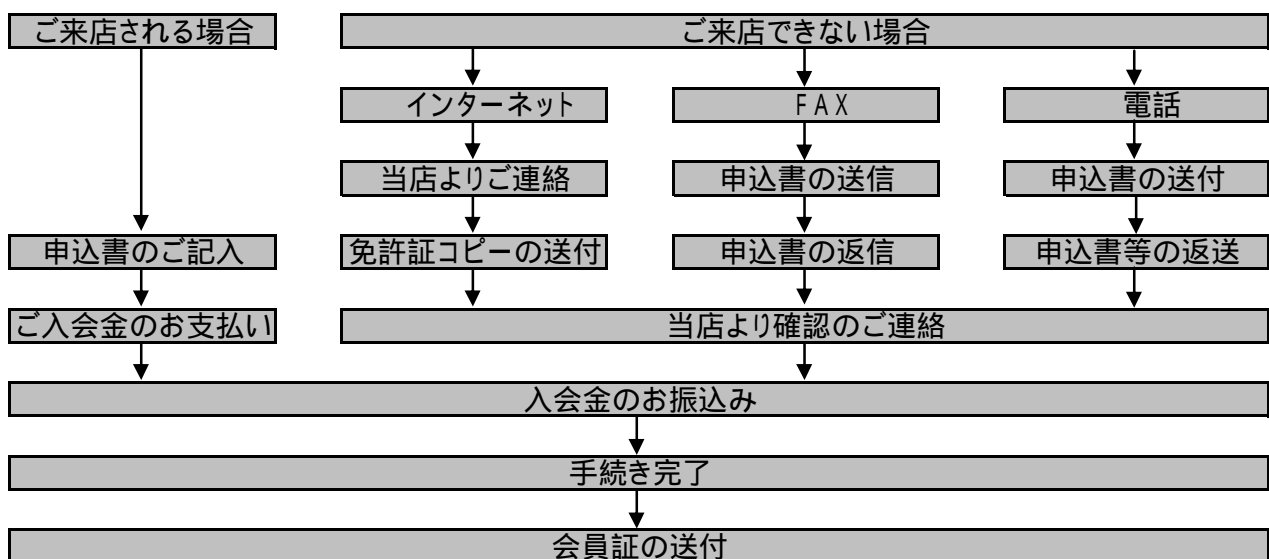 ご来店される場合
ご来店できない場合
インターネット
FAX
電話
当店よりご連絡
申込書の送信
申込書の送付
申込書のご記入
免許証コピーの送付
申込書の返信
申込書等の返送
ご入会金のお支払い
当店より確認のご連絡
入会金のお振込み
手続き完了
会員証の送付